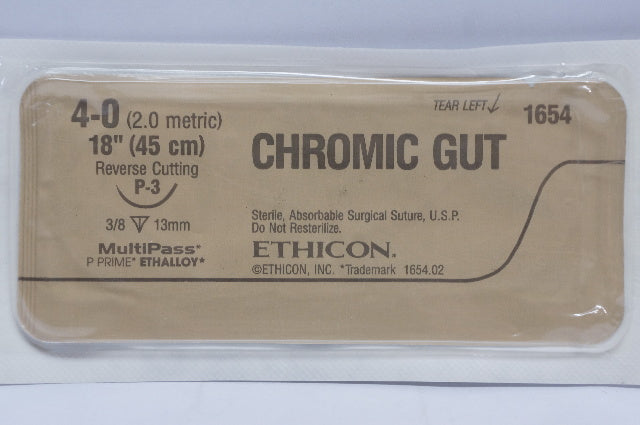 4-0 (2.0 metric)
18" (45 cm)
Reverse Cutting
P-3
3/8 13mm
MultiPass*
P PRIME* ETHALLOY*
TEAR LEFT
1654
CHROMIC GUT
Sterile, Absorbable Surgical Suture, U.S.P.
Do Not Resterilize.
ETHICON.
©ETHICON, INC. *Trademark 1654.02